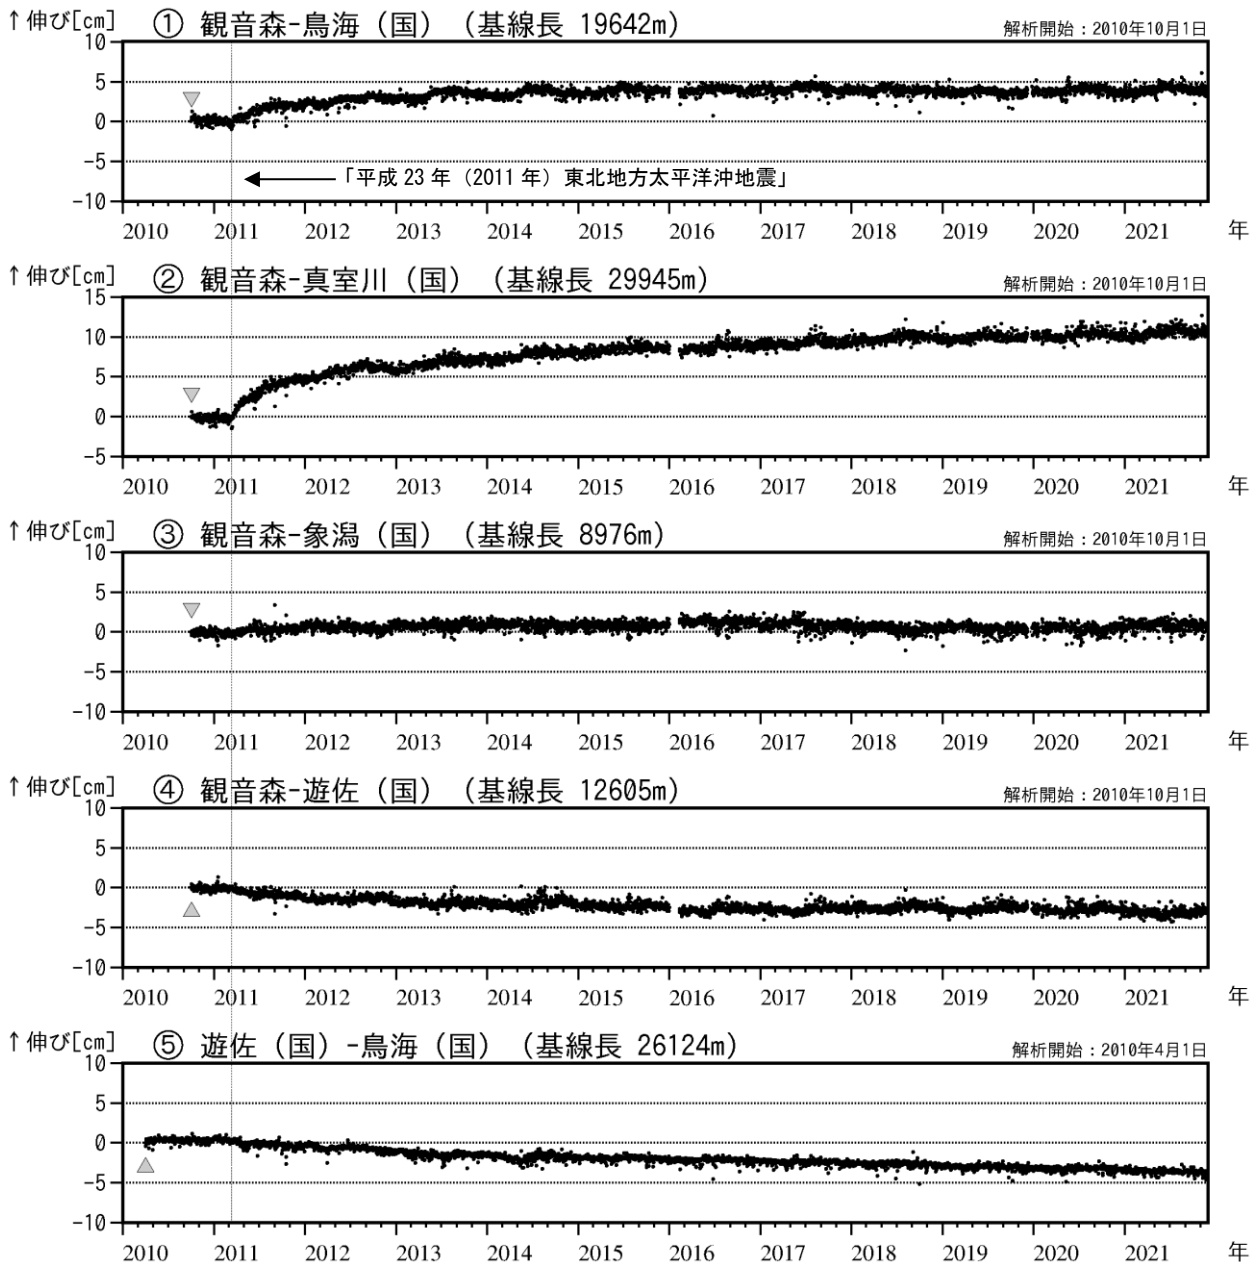 ↑伸び[cm] ① 観音森-鳥海（国）（基線長 19642m） 解析開始：2010年10月1日
10
5
0
-5
「平成 23 年（2011 年）東北地方太平洋沖地震」
-10
2010 2011 2012 2013 2014 2015 2016 2017 2018 2019 2020 2021 年
↑伸び[cm] ② 観音森-真室川（国）（基線長 29945m） 解析開始：2010年10月1日
15
10
5
0
-5
2010 2011 2012 2013 2014 2015 2016 2017 2018 2019 2020 2021 年
↑伸び[cm] ③ 観音森-象潟（国）（基線長 8976m） 解析開始：2010年10月1日
10
5
0
-5
-10
2010 2011 2012 2013 2014 2015 2016 2017 2018 2019 2020 2021 年
↑伸び[cm] ④ 観音森-遊佐（国）（基線長 12605m） 解析開始：2010年10月1日
10
5
0
-5
-10
2010 2011 2012 2013 2014 2015 2016 2017 2018 2019 2020 2021 年
↑伸び[cm] ⑤ 遊佐（国）-鳥海（国）（基線長 26124m） 解析開始：2010年4月1日
10
5
0
-5
-10
2010 2011 2012 2013 2014 2015 2016 2017 2018 2019 2020 2021 年